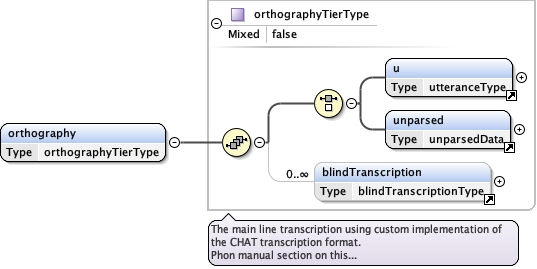 orthographyTierType
Mixed false
u
Type utteranceType
unparsed
Type unparsedData
orthography
Type orthographyTierType
0..∞
blindTranscription
Type blindTranscriptionType
The main line transcription using custom implementation of
the CHAT transcription format.
Phon manual section on this...